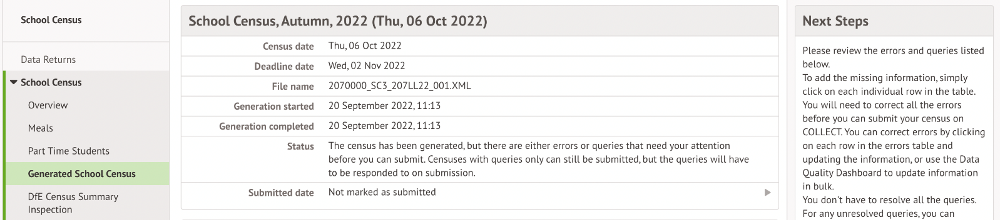 School Census
Data Returns
School Census
Overview
Meals
Part Time Students
Generated School Census
DfE Census Summary
Inspection
School Census, Autumn, 2022 (Thu, 06 Oct 2022)
Census date Thu, 06 Oct 2022
Deadline date Wed, 02 Nov 2022
File name 2070000_SC3_207LL22_001.XML
Generation started 20 September 2022, 11:13
Generation completed 20 September 2022, 11:13
Status The census has been generated, but there are either errors or queries that need your attention
before you can submit. Censuses with queries only can still be submitted, but the queries will have
to be responded to on submission.
Submitted date Not marked as submitted
Next Steps
Please review the errors and queries listed
below.
To add the missing information, simply
click on each individual row in the table.
You will need to correct all the errors
before you can submit your census on
COLLECT. You can correct errors by clicking
on each row in the errors table and
updating the information, or use the Data
Quality Dashboard to update information
in bulk.
You don't have to resolve all the queries.
For any unresolved queries, you can